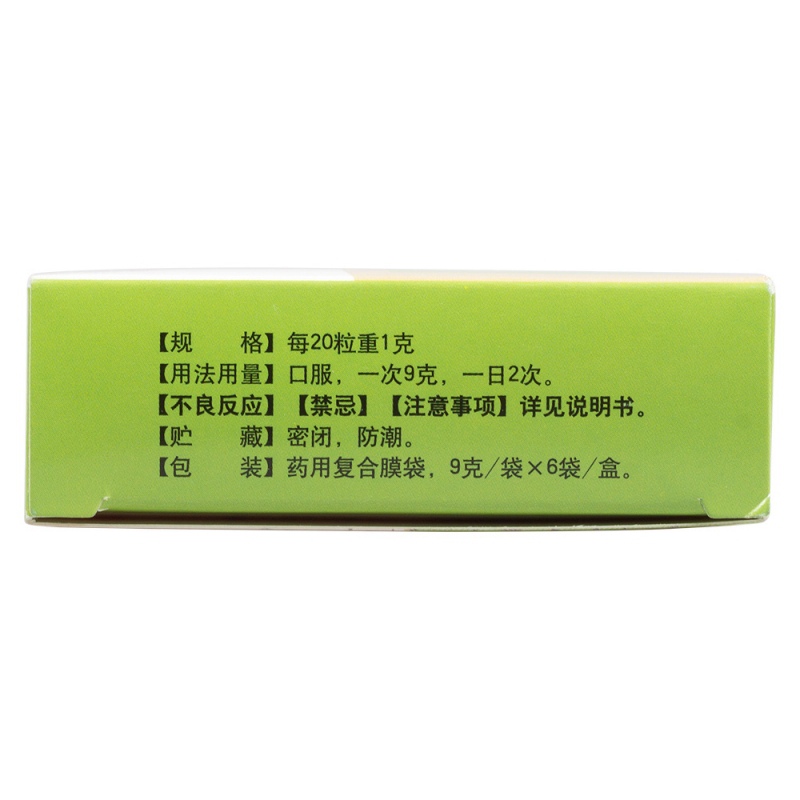 【规　　格】每20粒重1克
【用法用量】口服，一次9克，一日2次。
【不良反应】【禁忌】【注意事项】详见说明书。
【贮　　藏】密闭，防潮。
【包　　装】药用复合膜袋，9克/袋×6袋/盒。